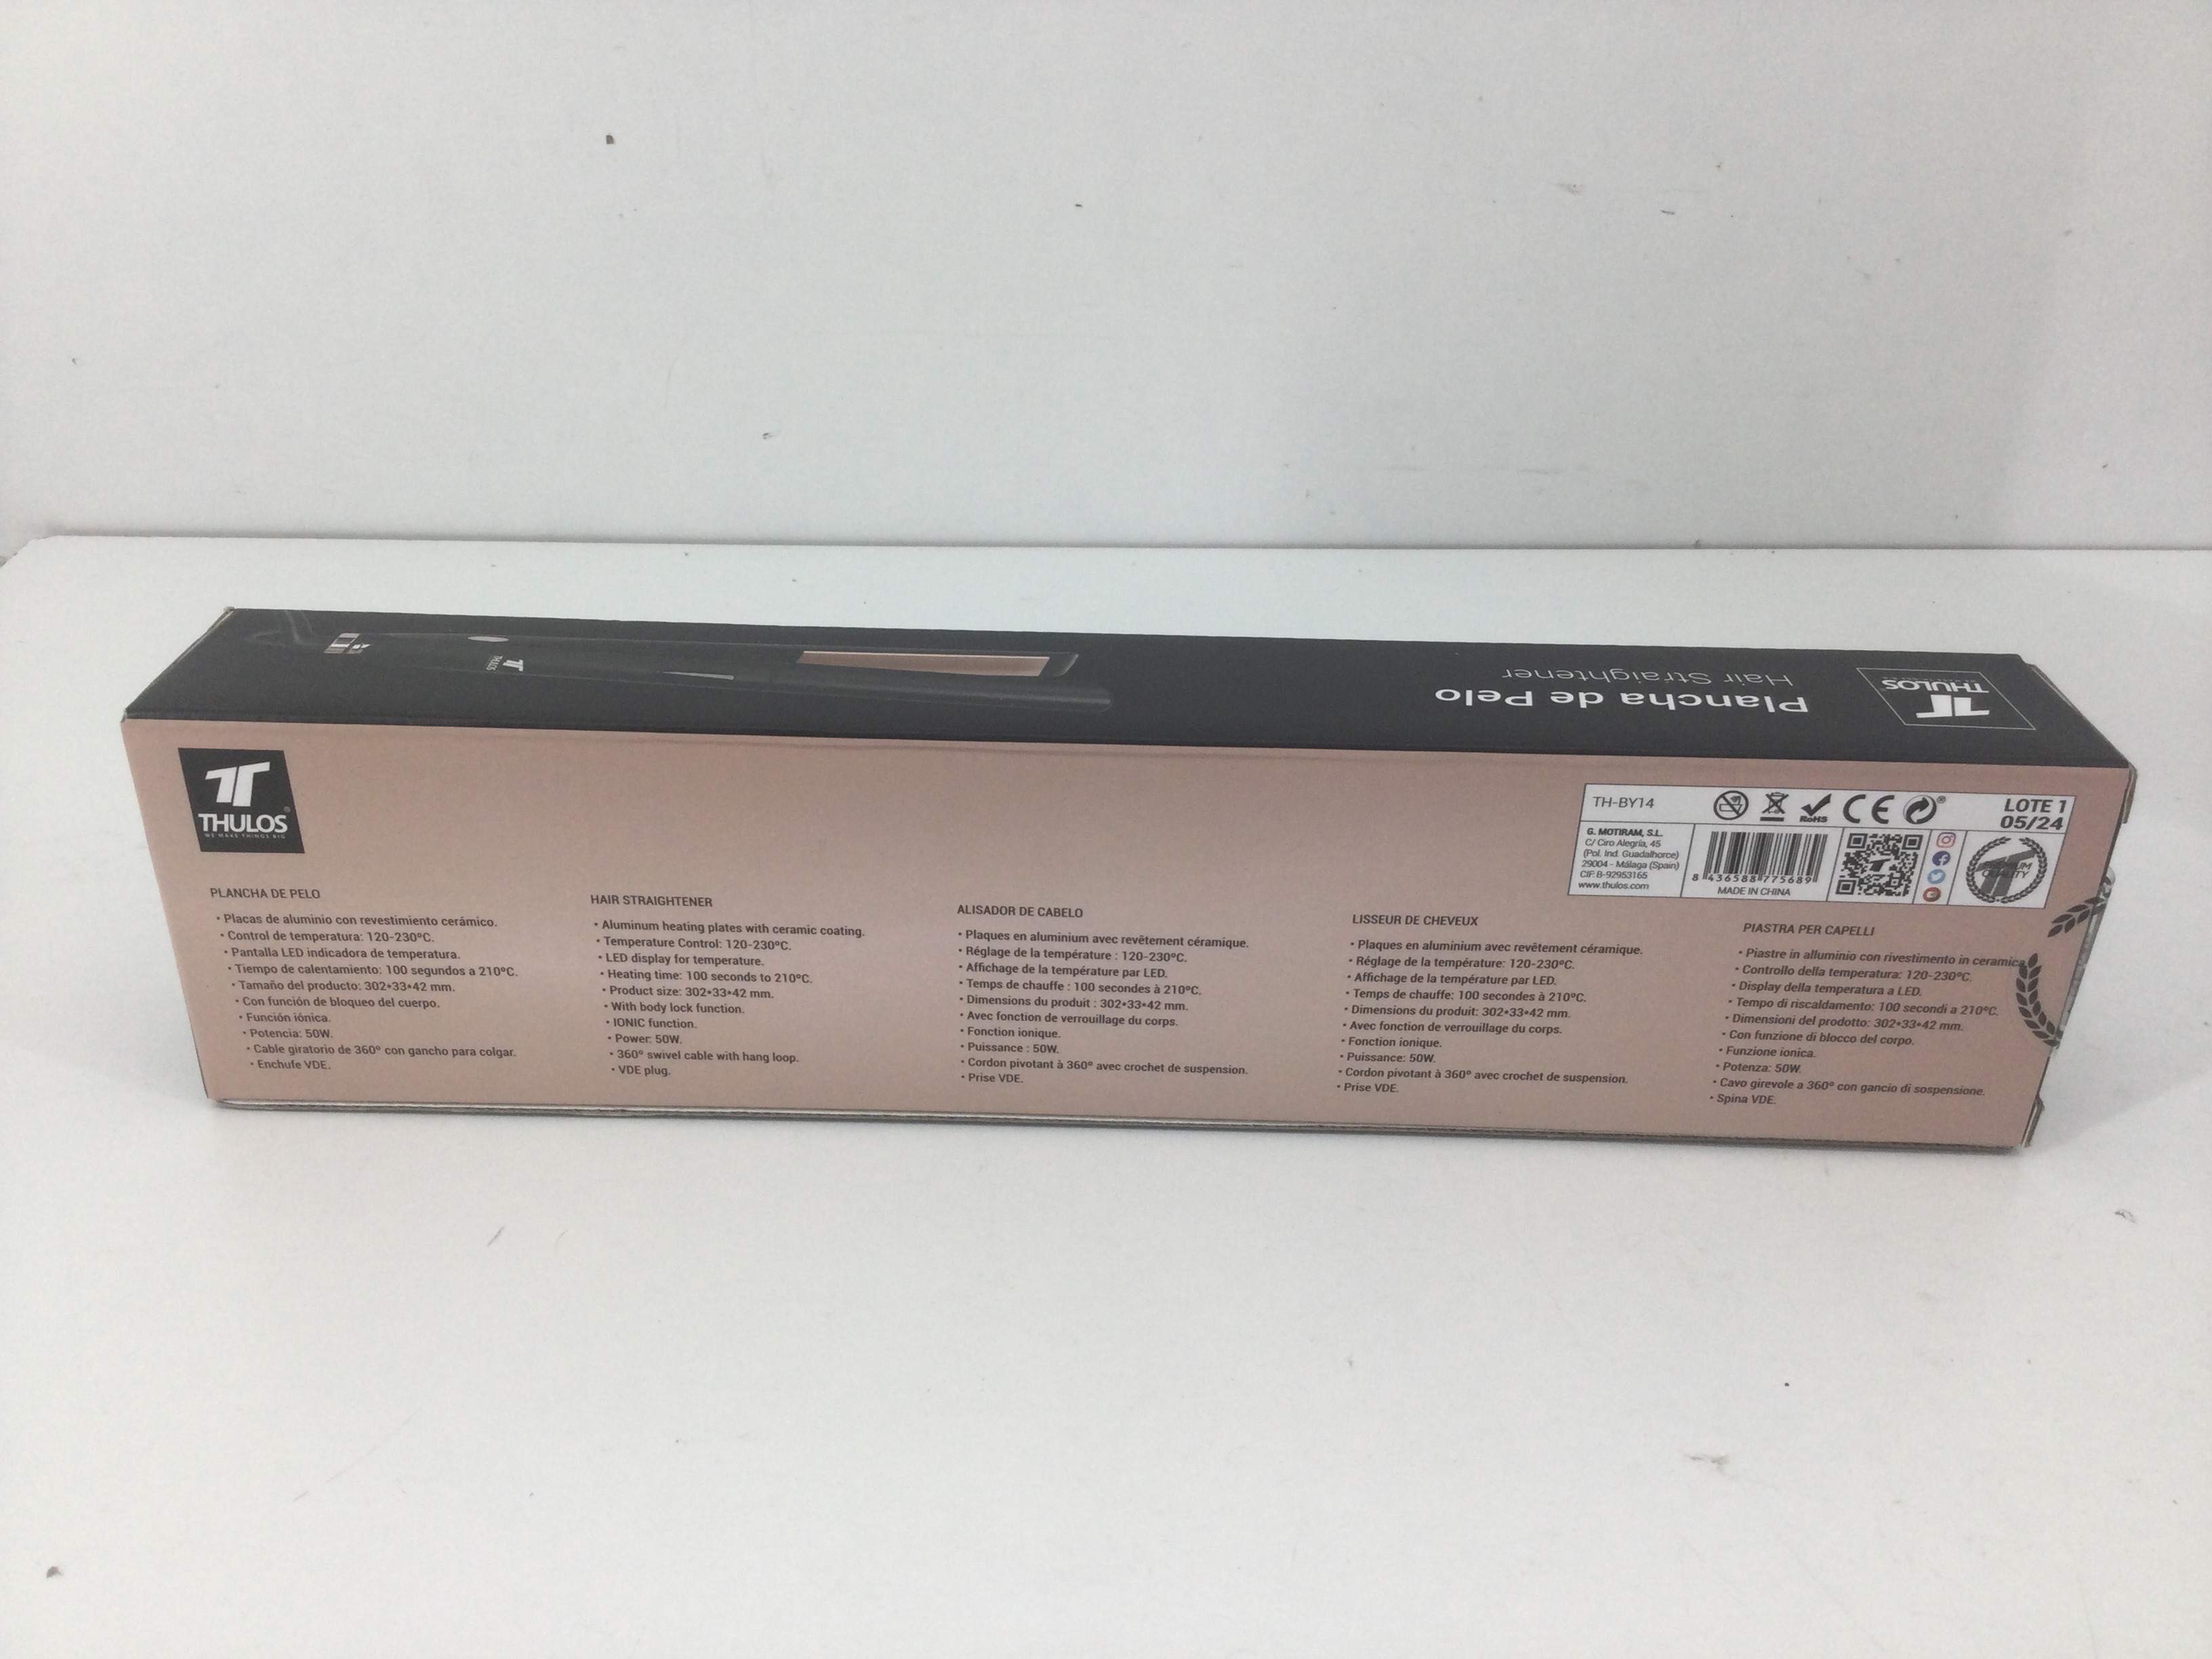 THULOS
Plancha de Pelo
Hair Straightener
THULOS
THULOS
WE MAKE THINGS BIG
TH-BY14
RoHS
CE
LOTE 1
05/24
G. MOTIRAM, S.L.
C/ Ciro Alegría, 45
(Pol. Ind. Guadalhorce)
29004 - Málaga (Spain)
CIF. B-92953165
www.thulos.com
8 436588 775689
MADE IN CHINA
PREMIUM
QUALITY
PLANCHA DE PELO
• Placas de aluminio con revestimiento cerámico.
• Control de temperatura: 120-230ºC.
• Pantalla LED indicadora de temperatura.
• Tiempo de calentamiento: 100 segundos a 210ºC.
• Tamaño del producto: 302*33*42 mm.
• Con función de bloqueo del cuerpo.
• Función iónica.
• Potencia: 50W.
• Cable giratorio de 360º con gancho para colgar.
• Enchufe VDE.
HAIR STRAIGHTENER
• Aluminum heating plates with ceramic coating.
• Temperature Control: 120-230ºC.
• LED display for temperature.
• Heating time: 100 seconds to 210ºC.
• Product size: 302*33*42 mm.
• With body lock function.
• IONIC function.
• Power: 50W.
• 360º swivel cable with hang loop.
• VDE plug.
ALISADOR DE CABELO
• Plaques en aluminium avec revêtement céramique.
• Réglage de la température : 120-230ºC.
• Affichage de la température par LED.
• Temps de chauffe : 100 secondes à 210ºC.
• Dimensions du produit : 302*33*42 mm.
• Avec fonction de verrouillage du corps.
• Fonction ionique.
• Puissance : 50W.
• Cordon pivotant à 360º avec crochet de suspension.
• Prise VDE.
LISSEUR DE CHEVEUX
• Plaques en aluminium avec revêtement céramique.
• Réglage de la température: 120-230ºC.
• Affichage de la température par LED.
• Temps de chauffe: 100 secondes à 210ºC.
• Dimensions du produit: 302*33*42 mm.
• Avec fonction de verrouillage du corps.
• Fonction ionique.
• Puissance: 50W.
• Cordon pivotant à 360º avec crochet de suspension.
• Prise VDE.
PIASTRA PER CAPELLI
• Piastre in alluminio con rivestimento in ceramica
• Controllo della temperatura: 120-230ºC.
• Display della temperatura a LED.
• Tempo di riscaldamento: 100 secondi a 210ºC.
• Dimensioni del prodotto: 302*33*42 mm.
• Con funzione di blocco del corpo.
• Funzione ionica.
• Potenza: 50W.
• Cavo girevole a 360º con gancio di sospensione.
• Spina VDE.